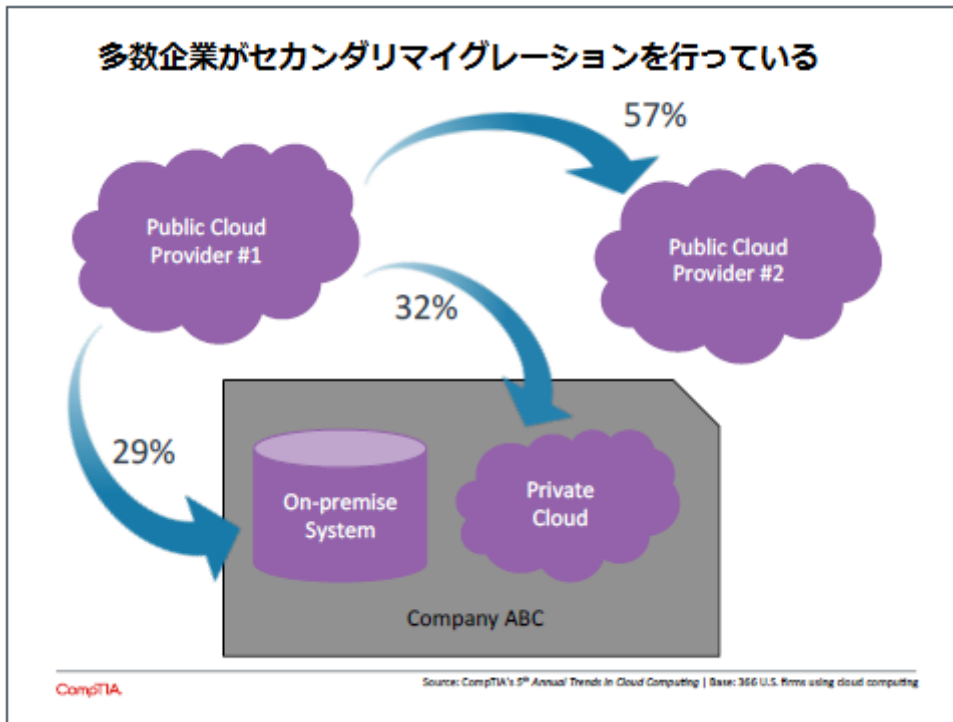 多数企業がセカンダリマイグレーションを行っている
57%
Public Cloud
Provider #1
Public Cloud
Provider #2
32%
29%
On-premise
System
Private
Cloud
Company ABC
CompTIA.
Source: CompTIA's 5th Annual Trends in Cloud Computing | Base: 366 U.S. firms using cloud computing